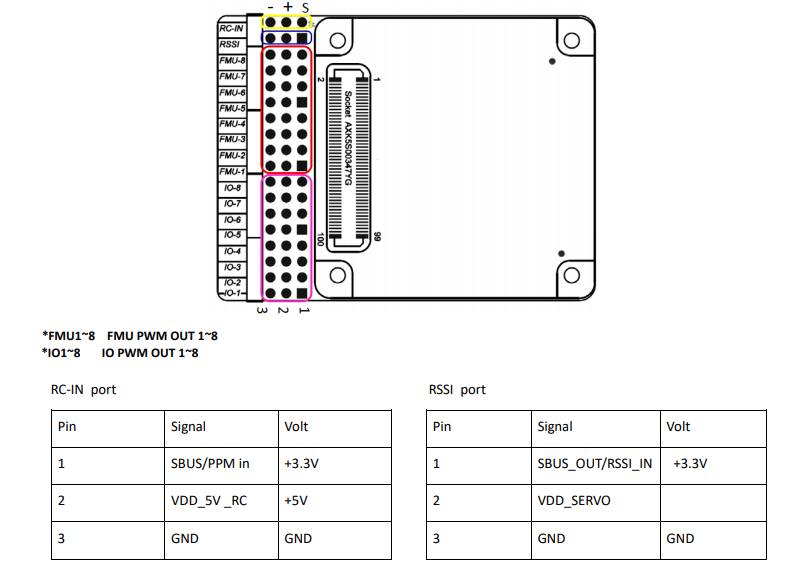 - + S
RC-IN
RSSI
FMU-8
FMU-7
FMU-6
FMU-5
FMU-4
FMU-3
FMU-2
FMU-1
IO-8
IO-7
IO-6
IO-5
IO-4
IO-3
IO-2
IO-1
2 1
Socket AXK5S00347YG
100 99
3 2 1
*FMU1~8 FMU PWM OUT 1~8
*IO1~8 IO PWM OUT 1~8
RC-IN port
Pin Signal Volt
1 SBUS/PPM in +3.3V
2 VDD_5V _RC +5V
3 GND GND
RSSI port
Pin Signal Volt
1 SBUS_OUT/RSSI_IN +3.3V
2 VDD_SERVO
3 GND GND